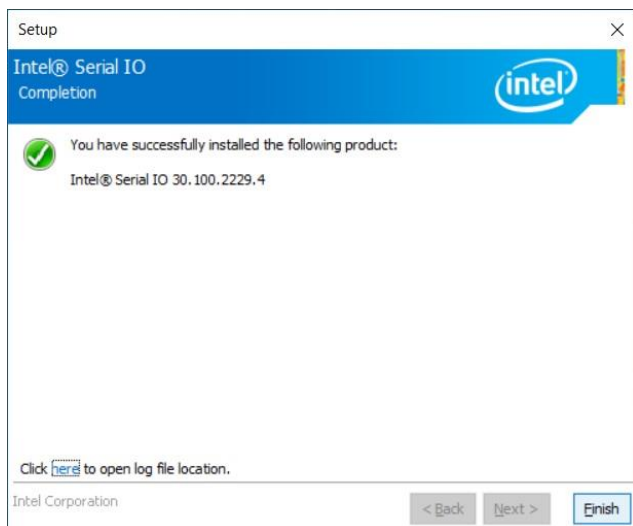 Setup
Intel® Serial IO
Completion
intel
You have successfully installed the following product:
Intel® Serial IO 30.100.2229.4
Click here to open log file location.
Intel Corporation
< Back Next > Finish